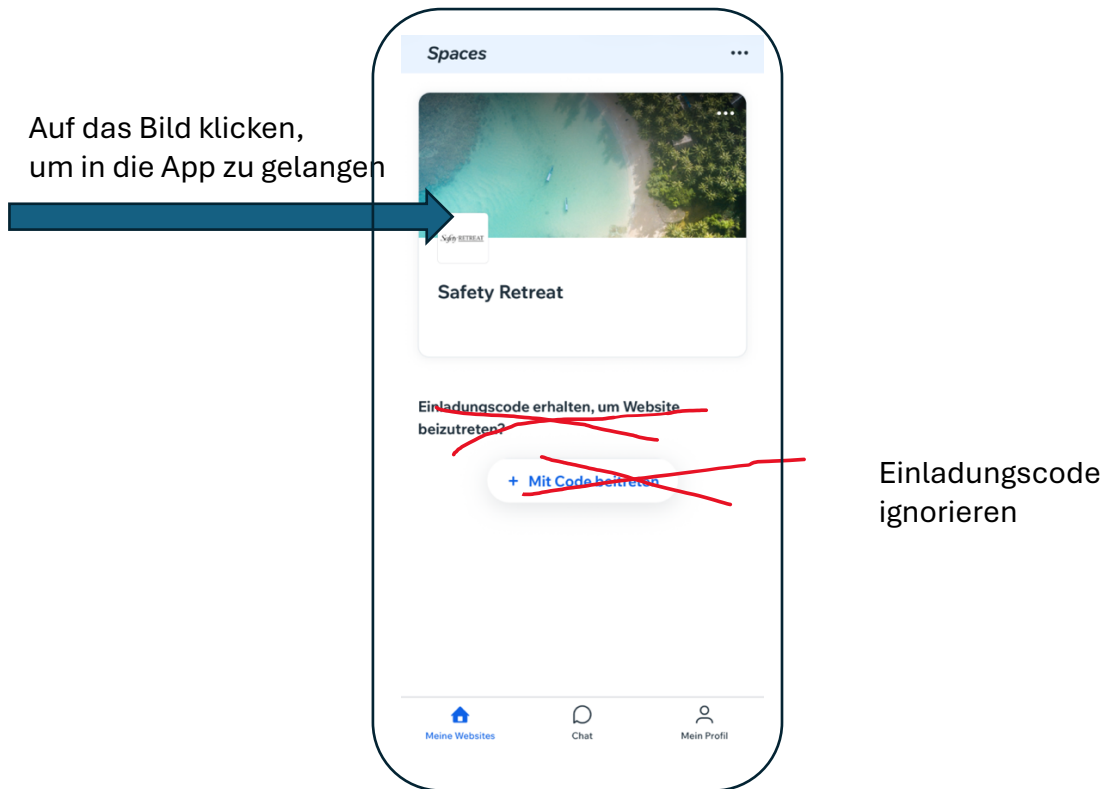 Spaces
Auf das Bild klicken,
um in die App zu gelangen
Safety RETREAT
Safety Retreat
Einladungscode erhalten, um Website
beizutreten?
+ Mit Code beitreten
Einladungscode
ignorieren
Meine Websites
Chat
Mein Profil